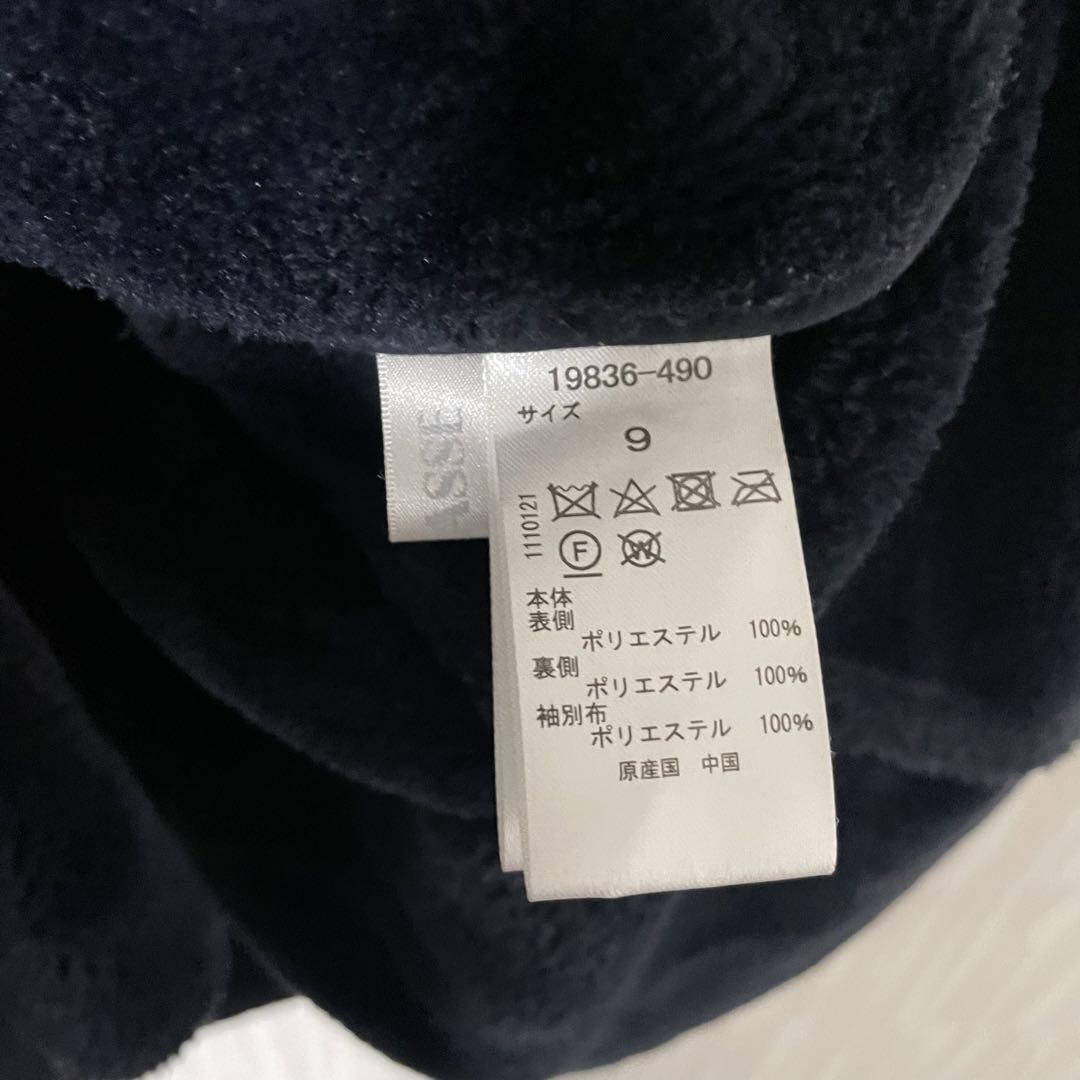 19836-490
サイズ
9
1110121
F
W
本体
表側
ポリエステル 100%
裏側
ポリエステル 100%
袖別布
ポリエステル 100%
原産国 中国
ASSE